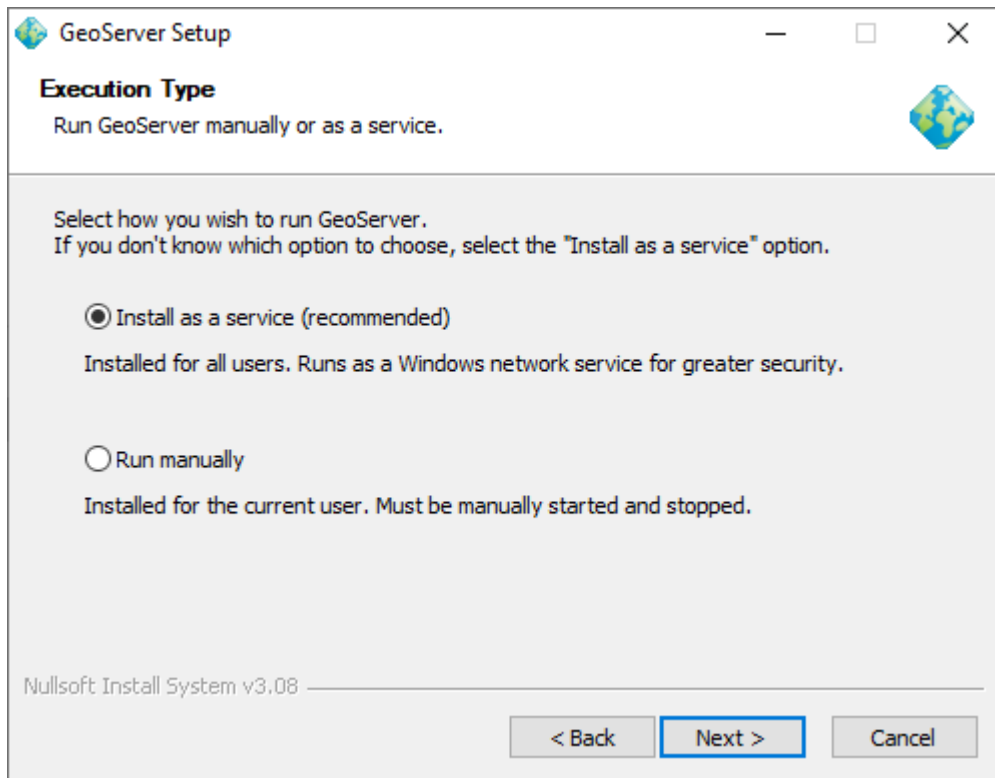 GeoServer Setup
Execution Type
Run GeoServer manually or as a service.
Select how you wish to run GeoServer.
If you don't know which option to choose, select the "Install as a service" option.
Install as a service (recommended)
Installed for all users. Runs as a Windows network service for greater security.
Run manually
Installed for the current user. Must be manually started and stopped.
Nullsoft Install System v3.08
< Back Next > Cancel